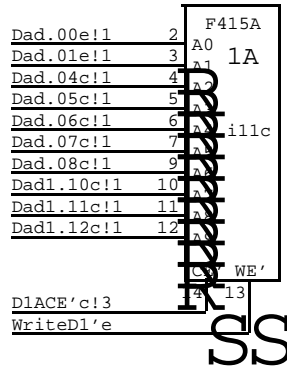 F415A
Dad.00e!1 2 A0 1A
Dad.01e!1 3 A1
Dad.04c!1 4 A2
Dad.05c!1 5
Dad.06c!1 6 i11c
Dad.07c!1 7
Dad.08c!1 9
Dad1.10c!1 10
Dad1.11c!1 11
Dad1.12c!1 12
WE'
14 13
D1ACE'c!3
WriteD1'e
SS